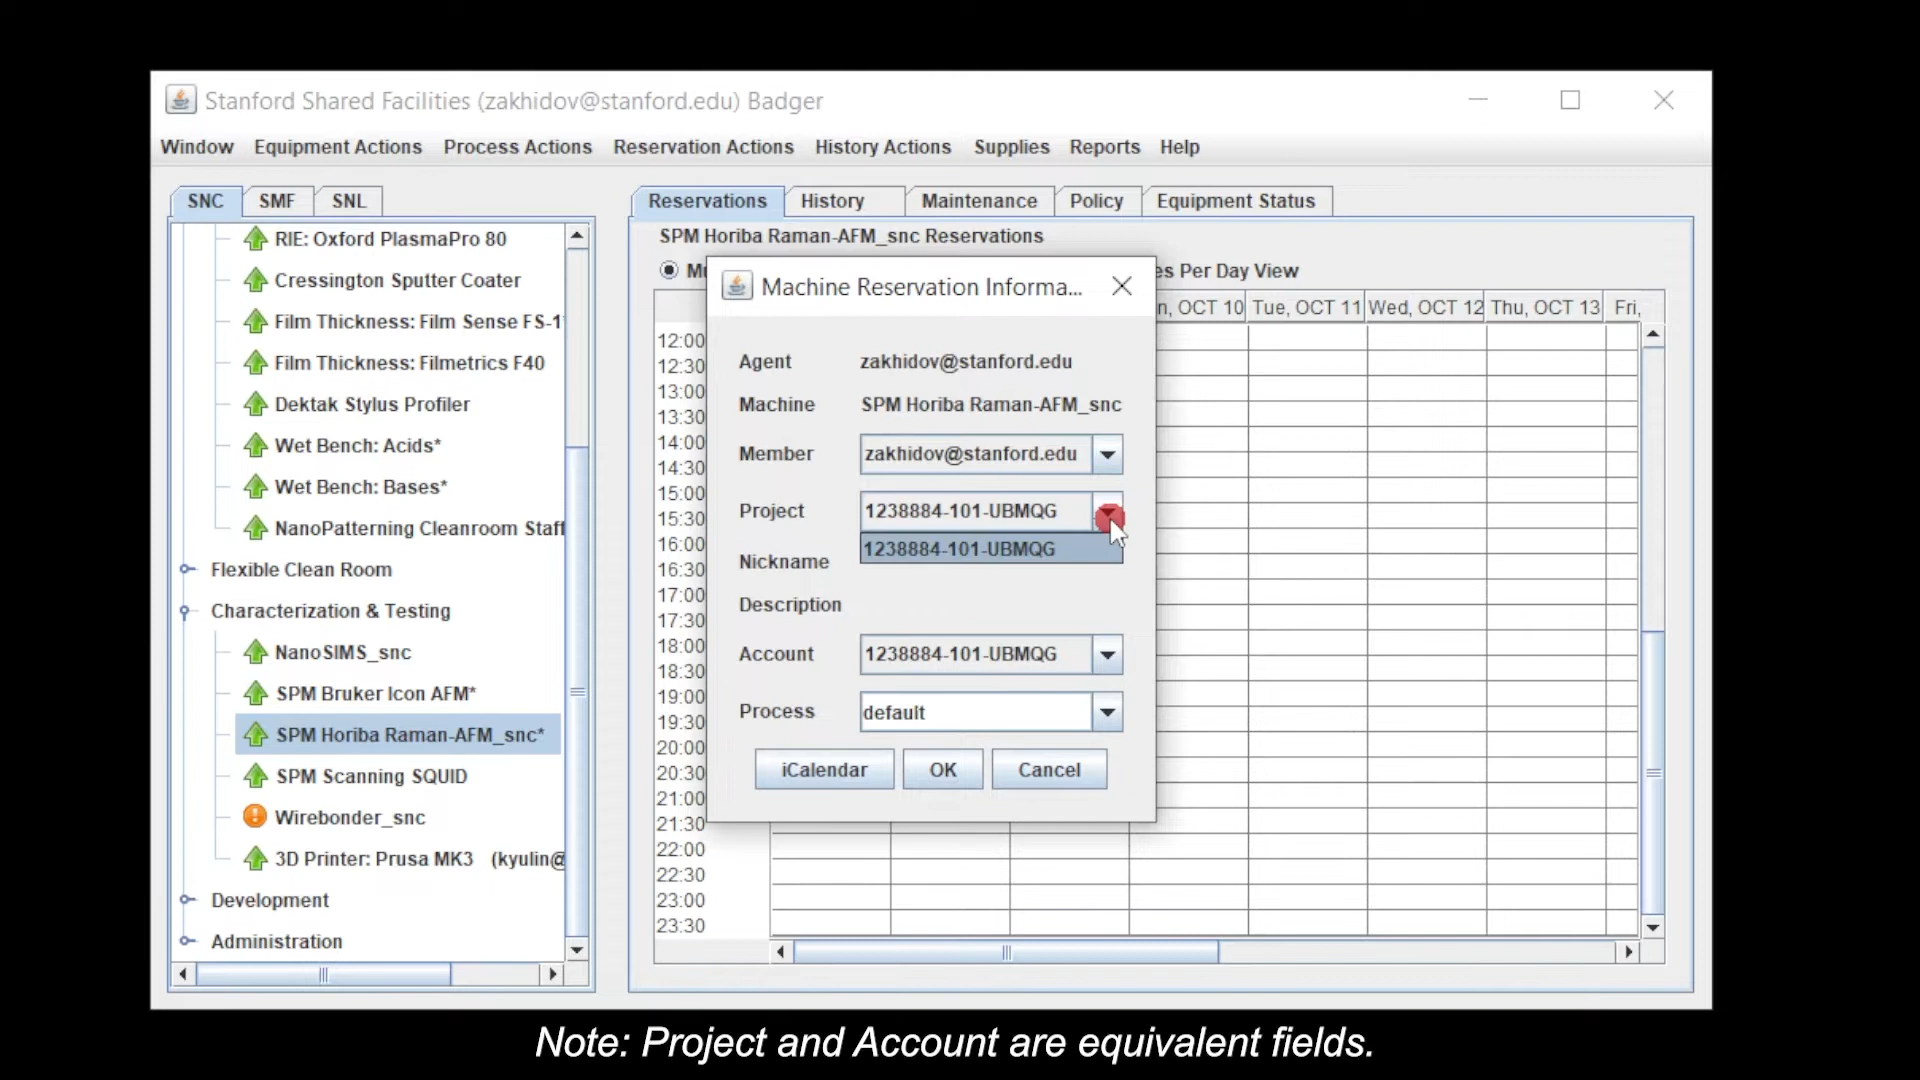 Stanford Shared Facilities (zakhidov@stanford.edu) Badger
Window Equipment Actions Process Actions Reservation Actions History Actions Supplies Reports Help
SNC SMF SNL
RIE: Oxford PlasmaPro 80
Cressington Sputter Coater
Film Thickness: Film Sense FS-1
Film Thickness: Filmetrics F40
Dektak Stylus Profiler
Wet Bench: Acids*
Wet Bench: Bases*
NanoPatterning Cleanroom Staff
Flexible Clean Room
Characterization & Testing
NanoSIMS_snc
SPM Bruker Icon AFM*
SPM Horiba Raman-AFM_snc*
SPM Scanning SQUID
Wirebonder_snc
3D Printer: Prusa MK3 (kyulin@
Development
Administration
Reservations History Maintenance Policy Equipment Status
SPM Horiba Raman-AFM_snc Reservations
Mu
es Per Day View
n, OCT 10 Tue, OCT 11 Wed, OCT 12 Thu, OCT 13 Fri,
12:00
12:30
13:00
13:30
14:00
14:30
15:00
15:30
16:00
16:30
17:00
17:30
18:00
18:30
19:00
19:30
20:00
20:30
21:00
21:30
22:00
22:30
23:00
23:30
Machine Reservation Informa...
Agent zakhidov@stanford.edu
Machine SPM Horiba Raman-AFM_snc
Member zakhidov@stanford.edu
Project 1238884-101-UBMQG
1238884-101-UBMQG
Nickname
Description
Account 1238884-101-UBMQG
Process default
iCalendar OK Cancel
Note: Project and Account are equivalent fields.